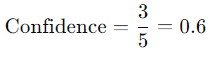 Confidence = 3/5 = 0.6